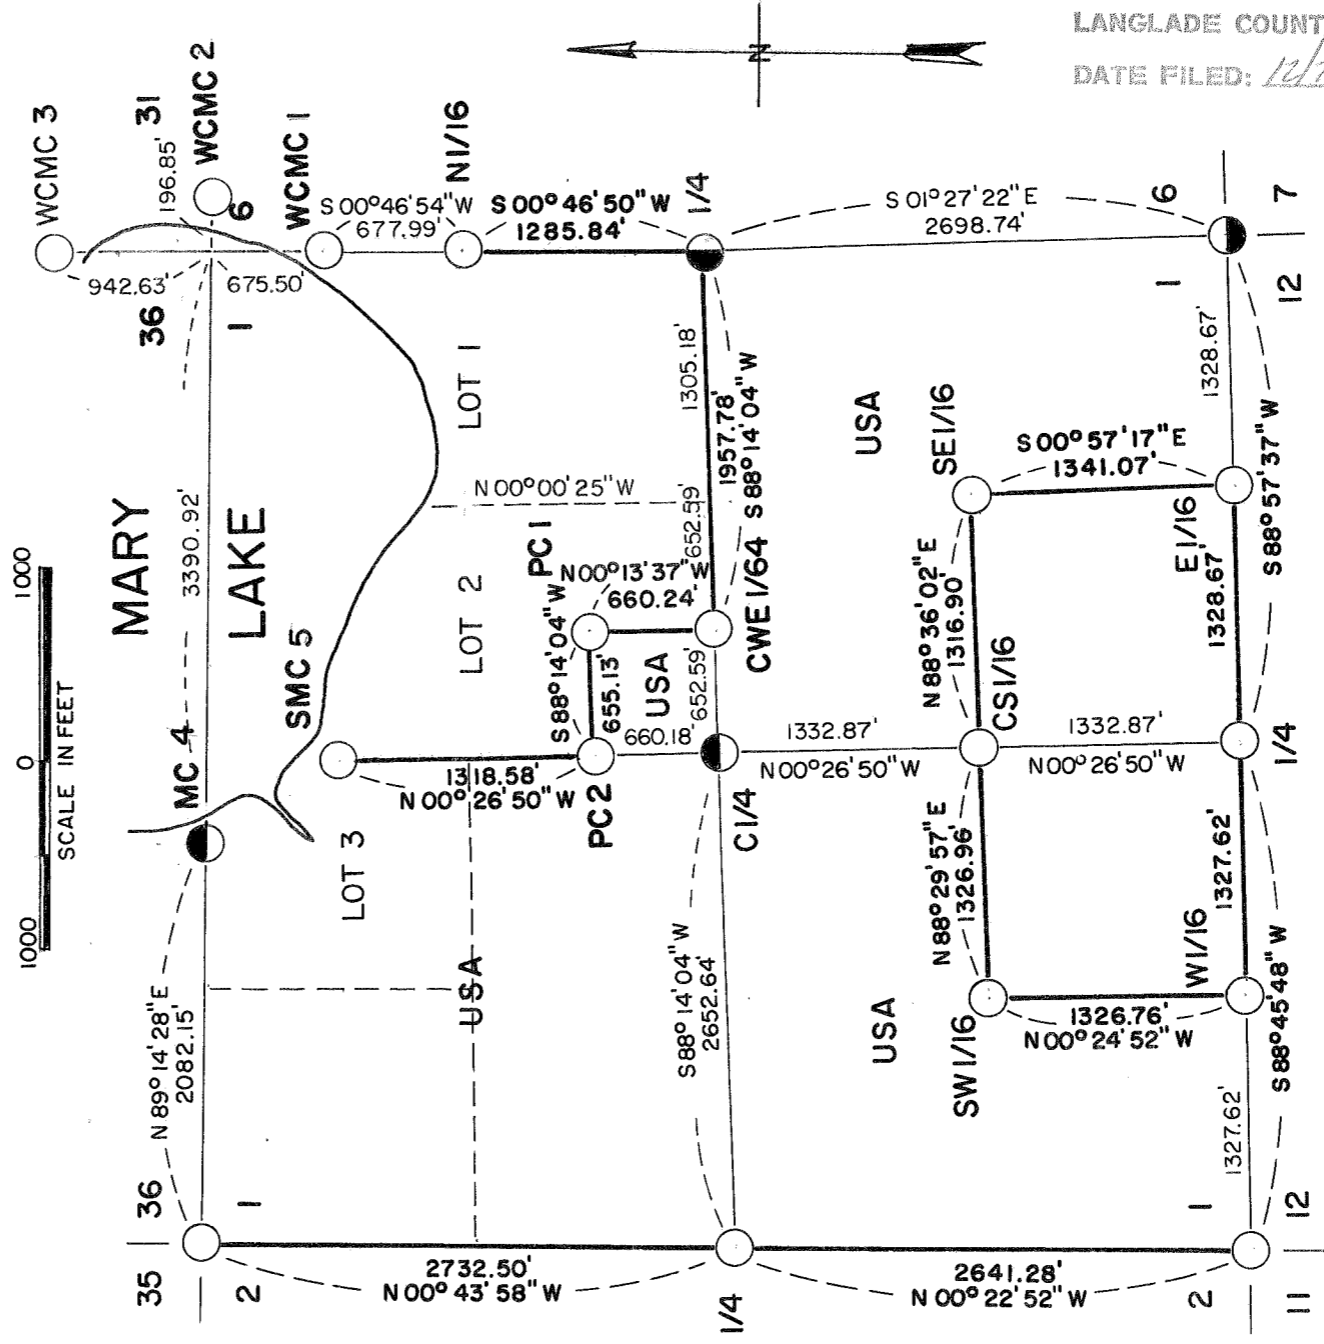 LANGLADE COUNT
DATE FILED: 12/
N
WCMC 3
31
196.85'
WCMC 2
6
WCMC 1
N1/16
S 00°46'54" W
677.99'
S 00°46'50" W
1285.84'
1/4
S 01°27'22" E
2698.74'
6
7
1
12
942.63'
675.50'
36
1
LOT 1
1305.18'
1957.78'
S 88°14'04" W
USA
1328.67'
SE1/16
S 00°57'17" E
1341.07'
E1/16
S 88°57'37" W
N 00°00'25" W
MARY
LAKE
3390.92'
1000
0
1000
SCALE IN FEET
SMC 5
MC 4
LOT 2
PC1
N00°13'37" W
660.24'
S 88°14'04" W
655.13'
USA
652.59'
652.59'
CWE 1/64
N 88°36'02" E
1316.90'
CS1/16
1328.67'
660.18'
1332.87'
N00°26'50" W
1332.87'
N00°26'50" W
1/4
1318.58'
N 00°26'50" W
PC2
C1/4
LOT 3
N 88°29'57" E
1326.96'
1327.62'
W1/16
S 88°45'48" W
USA
S 88°14'04" W
2652.64'
USA
SW1/16
1326.76'
N 00°24'52" W
1327.62'
N 89°14'28" E
2082.15'
36
1
35
2
2732.50'
N 00°43'58" W
1/4
2641.28'
N 00°22'52" W
1
12
2
11